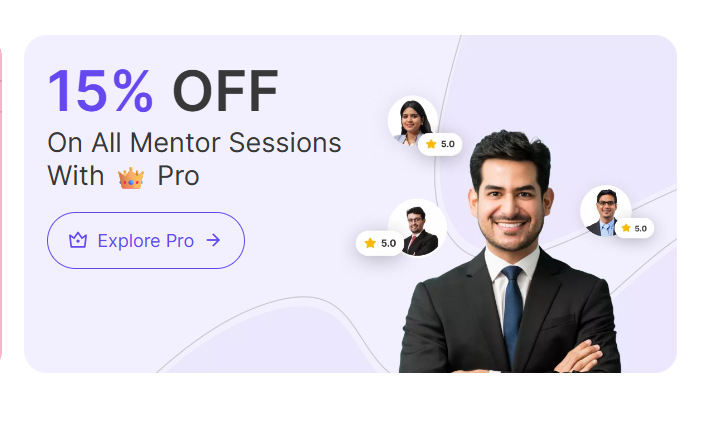 15% OFF
On All Mentor Sessions
With 👑 Pro
Explore Pro →
5.0
5.0
5.0